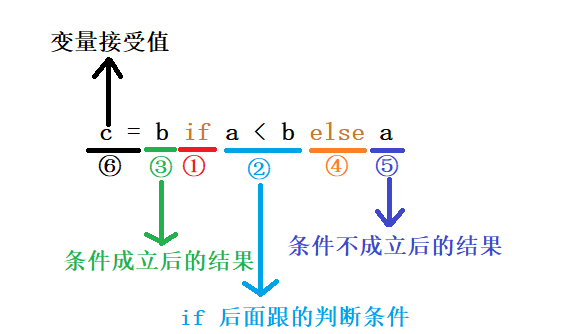 变量接受值
c = b if a < b else a
⑥ ③ ① ② ④ ⑤
条件成立后的结果
条件不成立后的结果
if 后面跟的判断条件